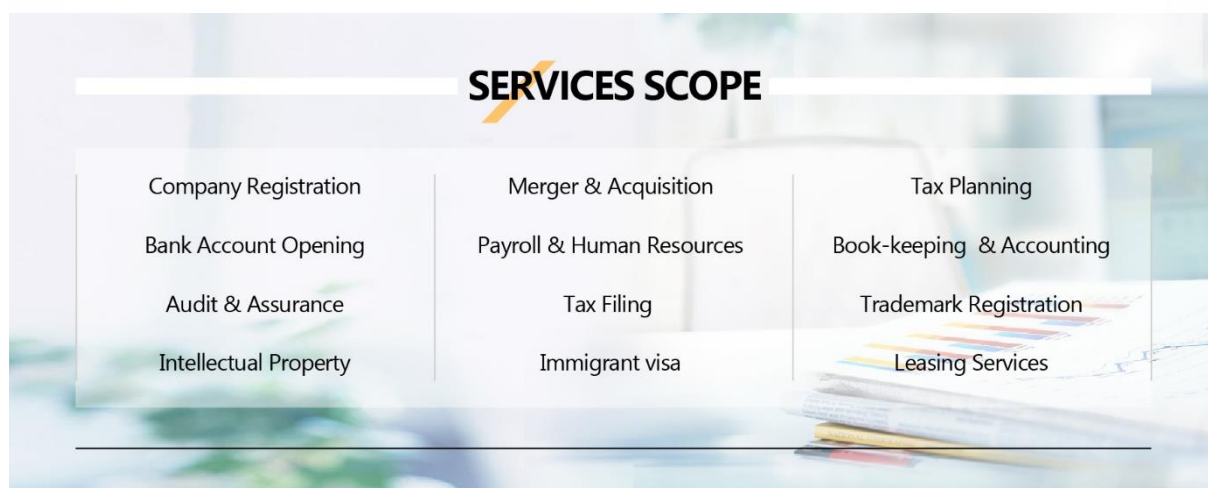 SERVICES SCOPE
Company Registration
Merger & Acquisition
Tax Planning
Bank Account Opening
Payroll & Human Resources
Book-keeping & Accounting
Audit & Assurance
Tax Filing
Trademark Registration
Intellectual Property
Immigrant visa
Leasing Services